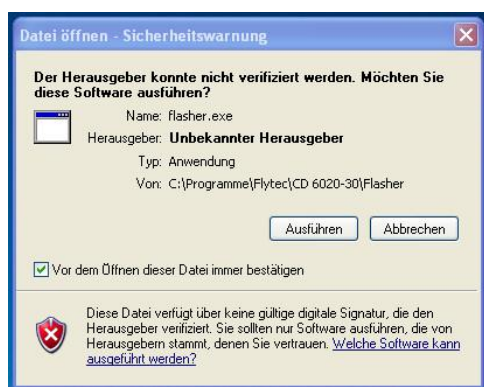 Datei öffnen - Sicherheitswarnung
Der Herausgeber konnte nicht verifiziert werden. Möchten Sie
diese Software ausführen?
Name: flasher.exe
Herausgeber: Unbekannter Herausgeber
Typ: Anwendung
Von: C:\Programme\Flytec\CD 6020-30\Flasher
Ausführen Abbrechen
Vor dem Öffnen dieser Datei immer bestätigen
Diese Datei verfügt über keine gültige digitale Signatur, die den
Herausgeber verifiziert. Sie sollten nur Software ausführen, die von
Herausgebern stammt, denen Sie vertrauen. Welche Software kann
ausgeführt werden?